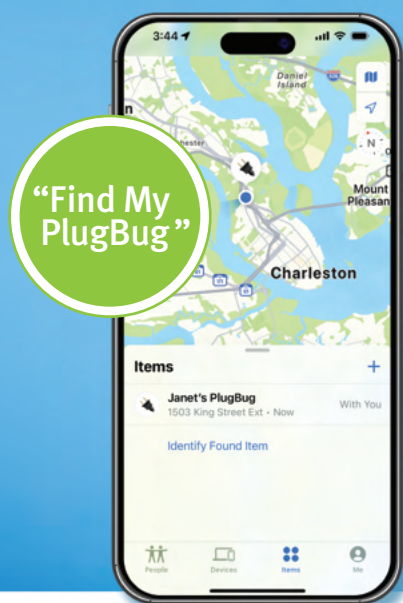 3:44
Daniel
Island
n
chester
N
Mount
Pleasan
“Find My
PlugBug”
Charleston
Items
+
Janet's PlugBug
1503 King Street Ext • Now
With You
Identify Found Item
People
Devices
Items
Me